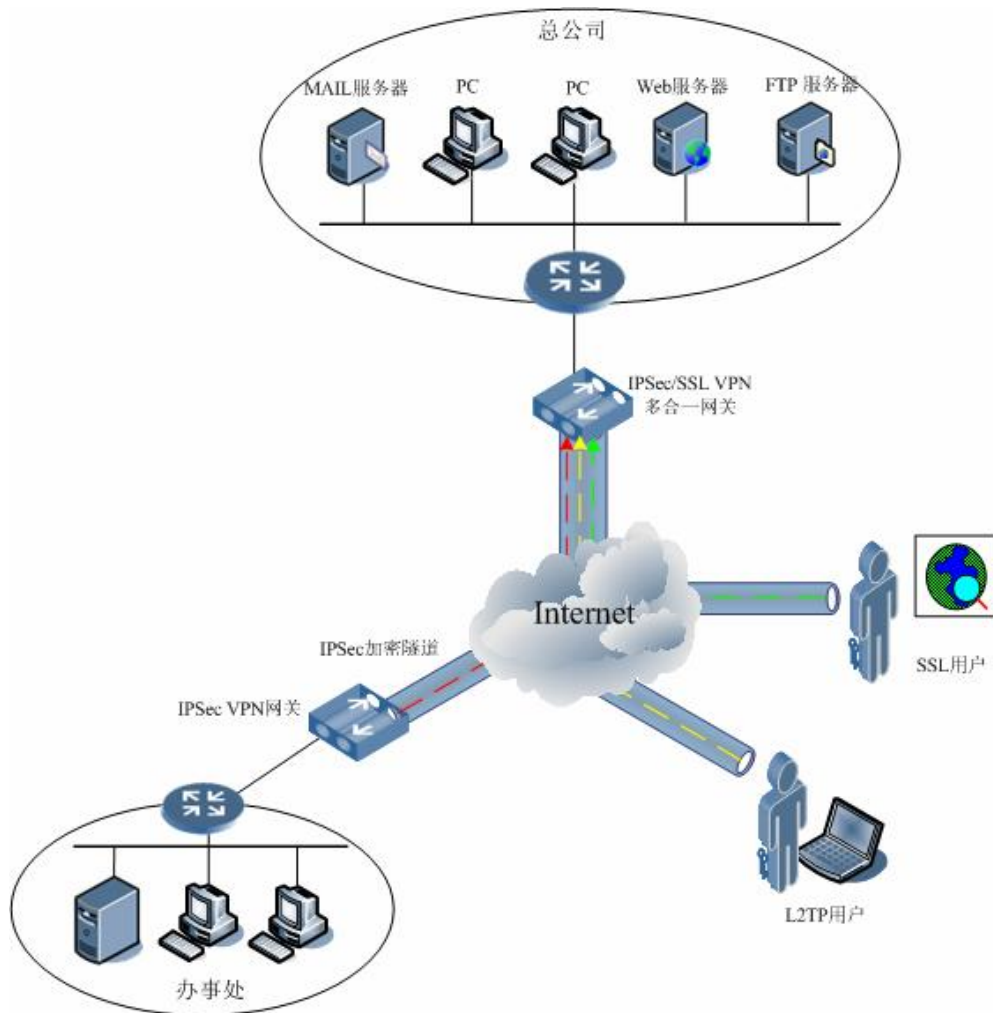 总公司
MAIL服务器
PC
PC
Web服务器
FTP 服务器
IPSec/SSL VPN
多合一网关
Internet
SSL用户
IPSec加密隧道
IPSec VPN网关
L2TP用户
办事处